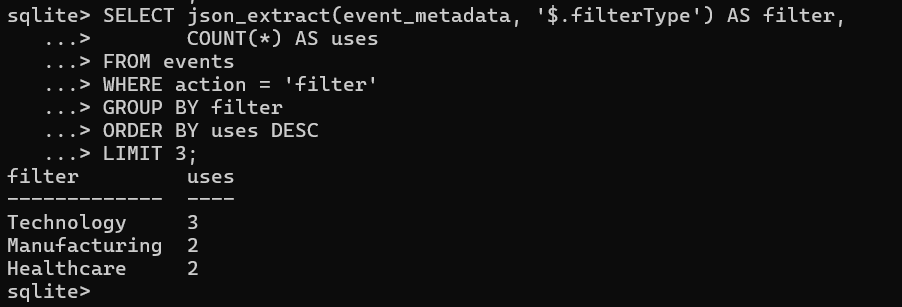 sqlite> SELECT json_extract(event_metadata, '$.filterType') AS filter,
   ...>        COUNT(*) AS uses
   ...> FROM events
   ...> WHERE action = 'filter'
   ...> GROUP BY filter
   ...> ORDER BY uses DESC
   ...> LIMIT 3;
filter         uses
-------------  ----
Technology     3
Manufacturing  2
Healthcare     2
sqlite>